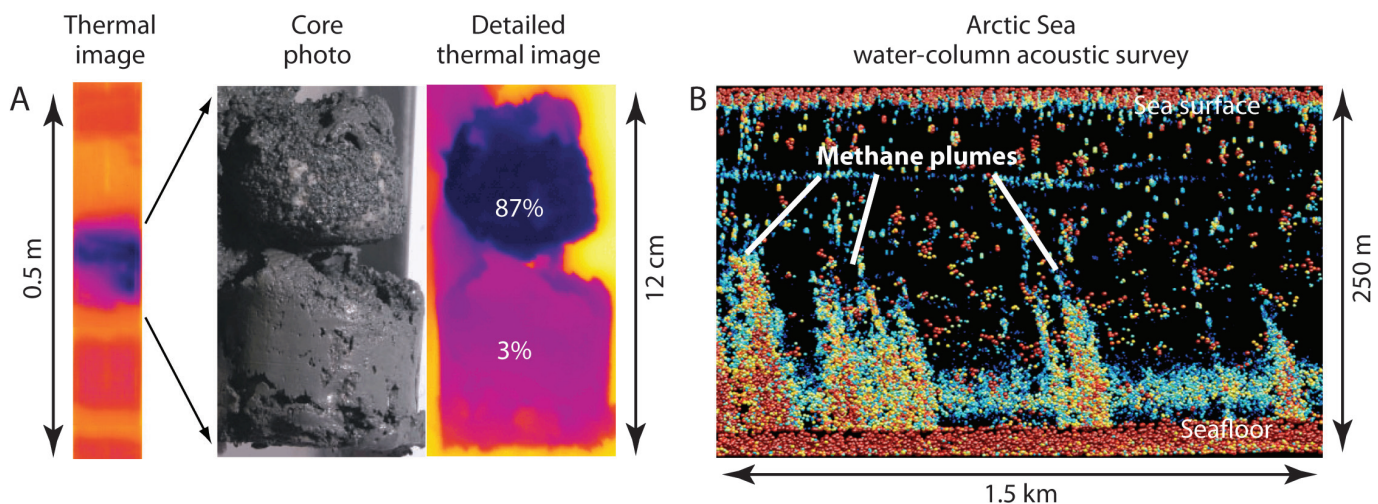 Thermal
image
Core
photo
Detailed
thermal image
Arctic Sea
water-column acoustic survey
A
0.5 m
87%
3%
12 cm
B
Sea surface
Methane plumes
Seafloor
250 m
1.5 km